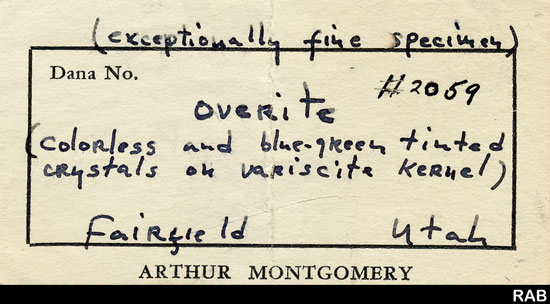 (exceptionally fine specimen)
Dana No.
#2059
overite
(colorless and blue-green tinted
crystals on variscite kernel)
Fairfield Utah
ARTHUR MONTGOMERY
RAB